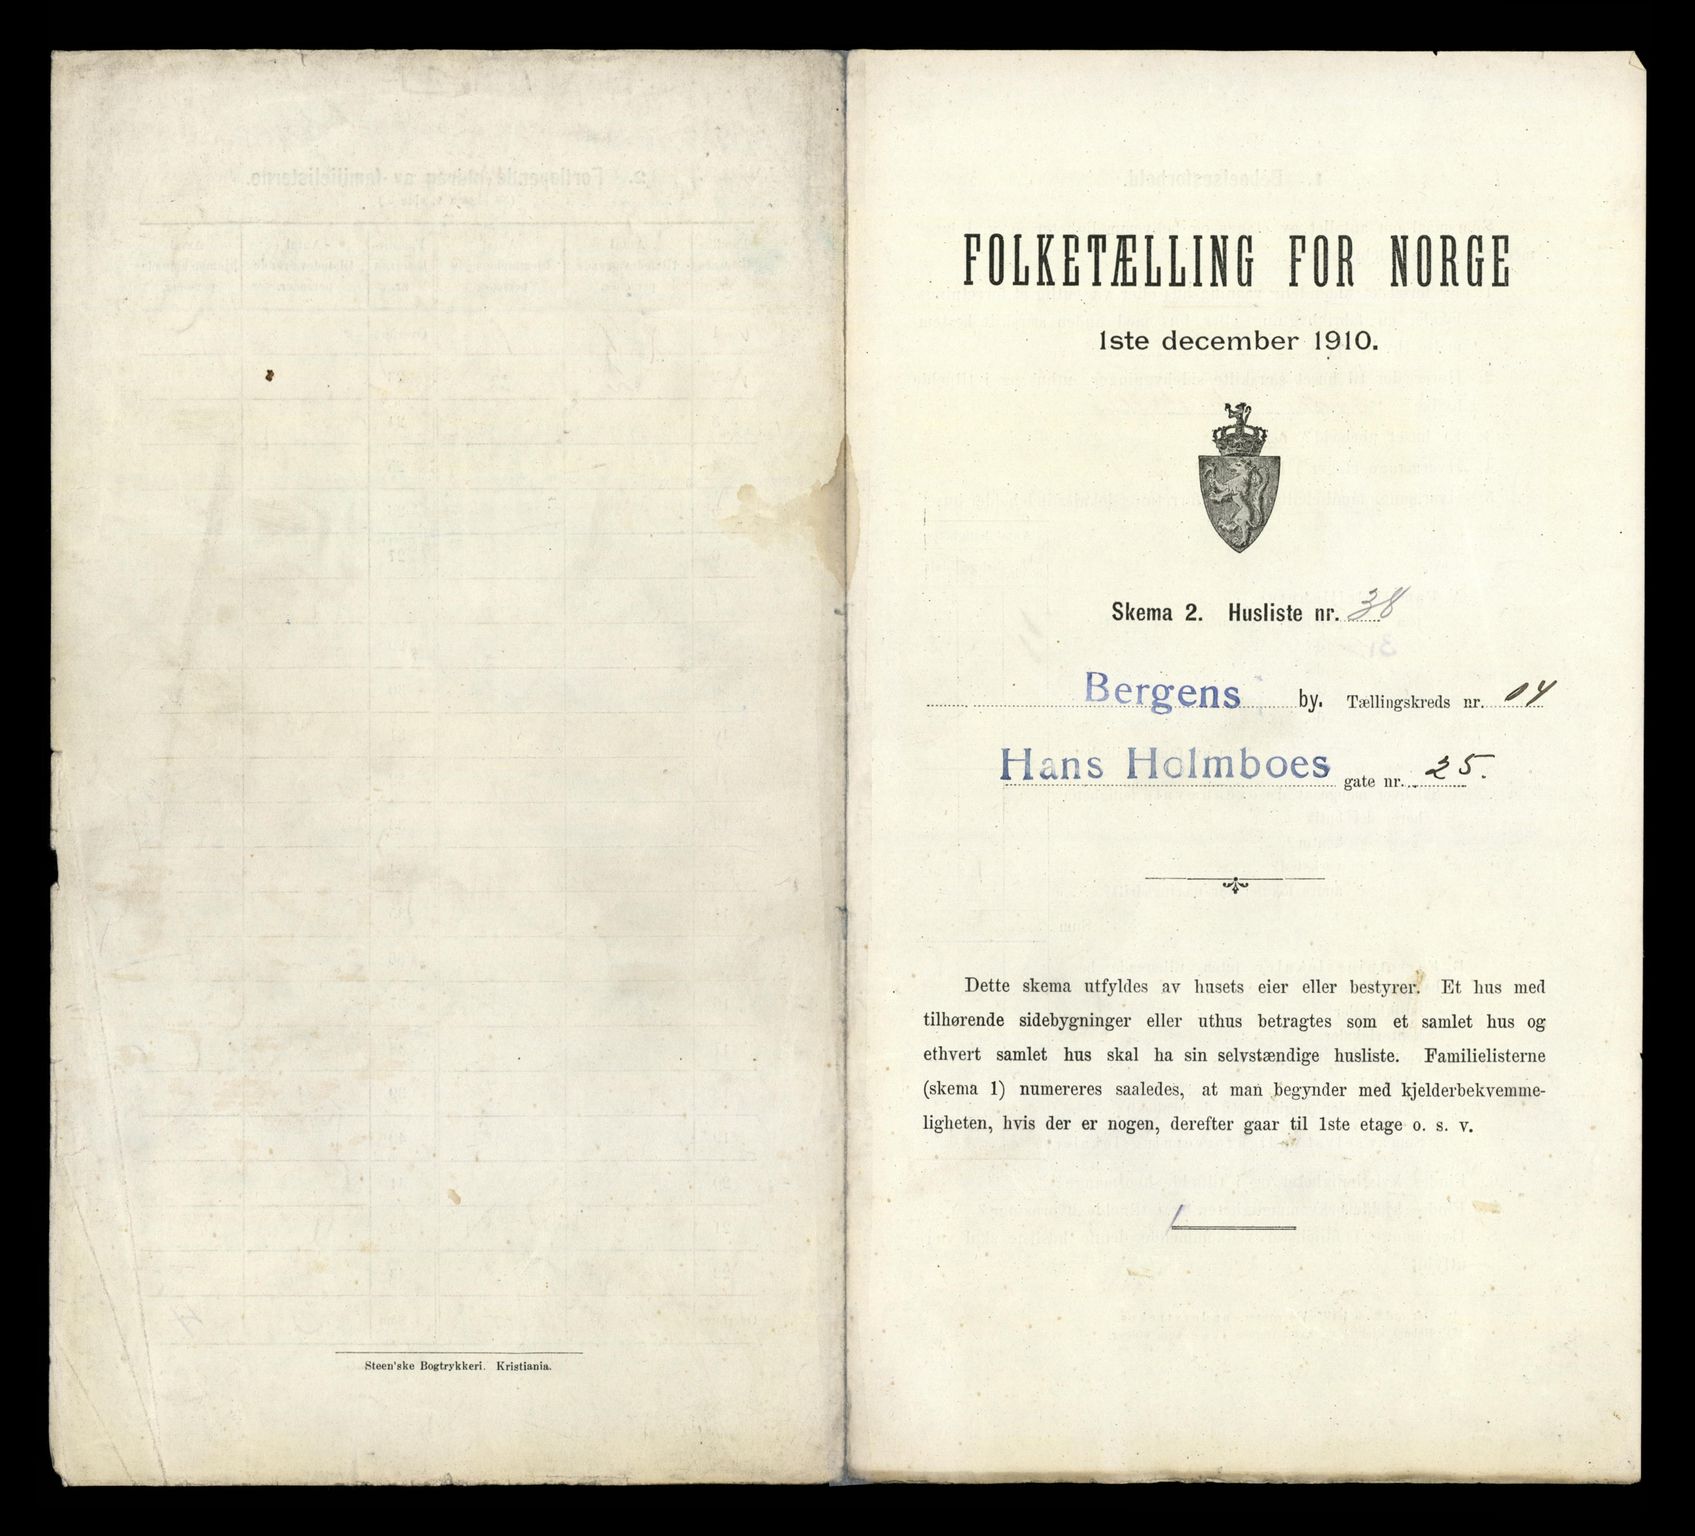 Steen'ske Bogtrykkeri. Kristiania.
FOLKETÆLLING FOR NORGE
1ste december 1910.
Skema 2. Husliste nr. 38
Bergens by. Tællingskreds nr. 04
Hans Holmboes gate nr. 25.
Dette skema utfyldes av husets eier eller bestyrer. Et hus med
tilhørende sidebygninger eller uthus betragtes som et samlet hus og
ethvert samlet hus skal ha sin selvstændige husliste. Familielisterne
(skema 1) numereres saaledes, at man begynder med kjelderbekvemme-
ligheten, hvis der er nogen, derefter gaar til 1ste etage o. s. v.